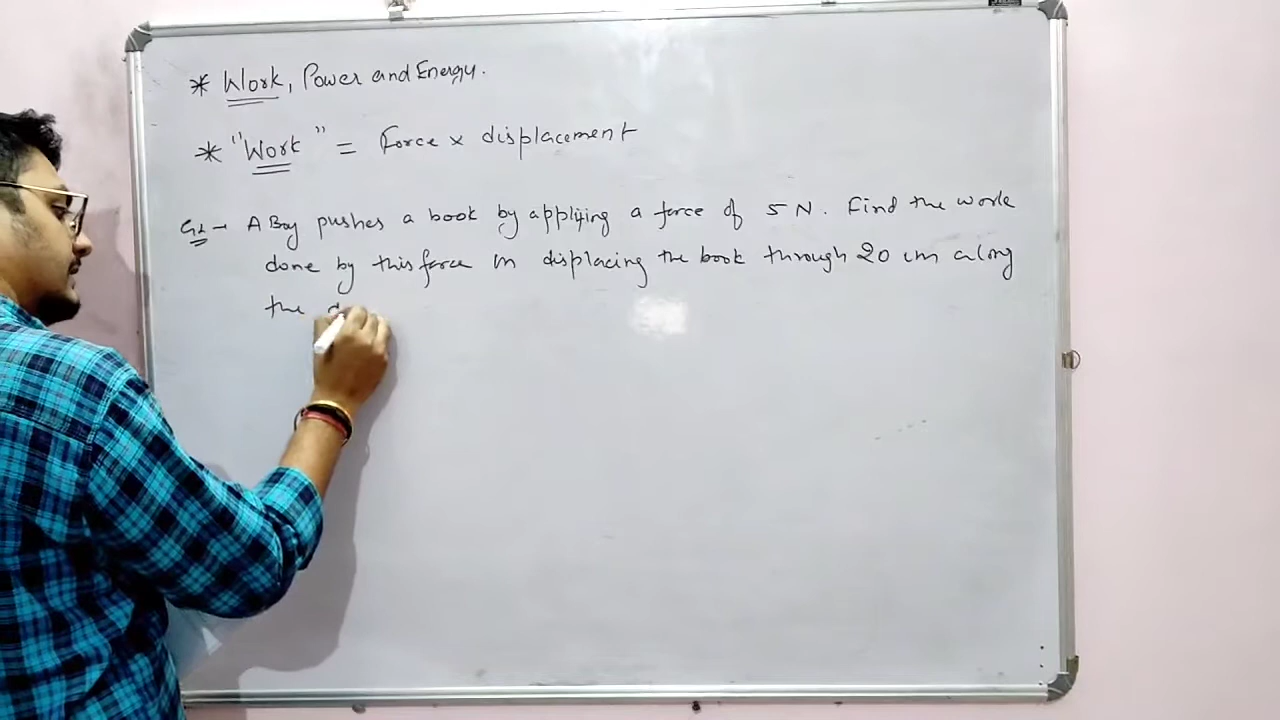 * Work, Power and Energy.
* "Work" = Force x displacement
A Boy pushes a book by applying a force of 5 N. Find the work
done by this force in displacing the book through 20 cm along
the